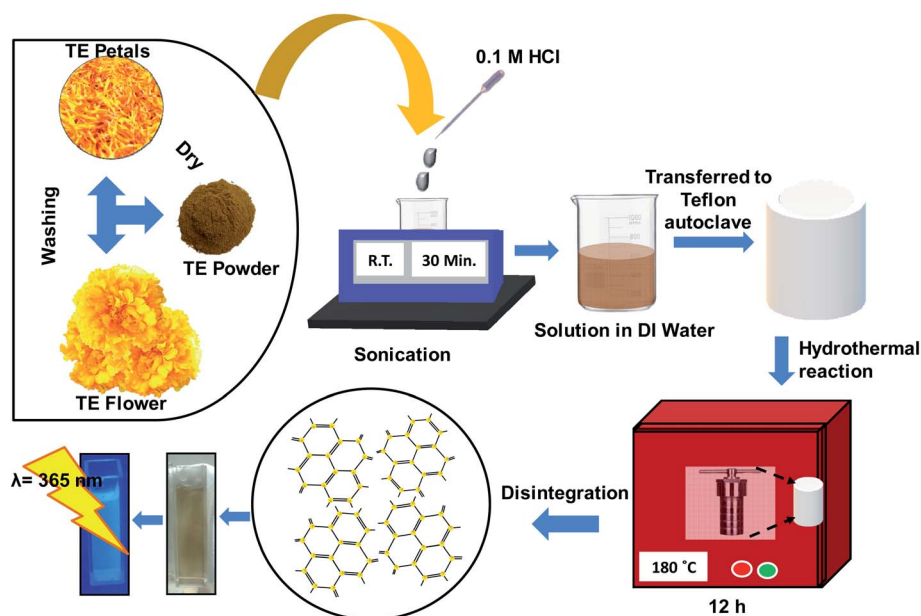 TE Petals
Dry
Washing
TE Powder
TE Flower
0.1 M HCl
R.T.
30 Min.
Sonication
Solution in DI Water
Transferred to
Teflon
autoclave
Hydrothermal
reaction
180 ˚C
12 h
Disintegration
λ= 365 nm